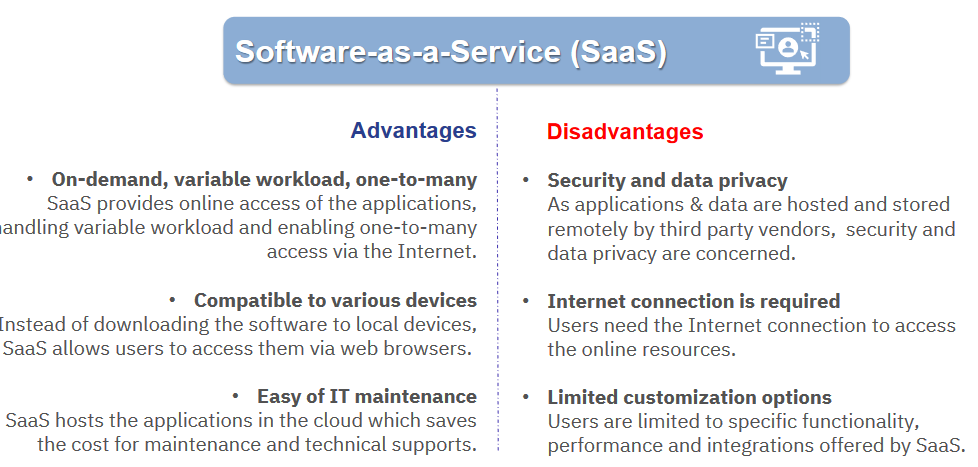 Software-as-a-Service (SaaS)
Advantages
• On-demand, variable workload, one-to-many
SaaS provides online access of the applications,
handling variable workload and enabling one-to-many
access via the Internet.
• Compatible to various devices
Instead of downloading the software to local devices,
SaaS allows users to access them via web browsers.
• Easy of IT maintenance
SaaS hosts the applications in the cloud which saves
the cost for maintenance and technical supports.
Disadvantages
• Security and data privacy
As applications & data are hosted and stored
remotely by third party vendors, security and
data privacy are concerned.
• Internet connection is required
Users need the Internet connection to access
the online resources.
• Limited customization options
Users are limited to specific functionality,
performance and integrations offered by SaaS.